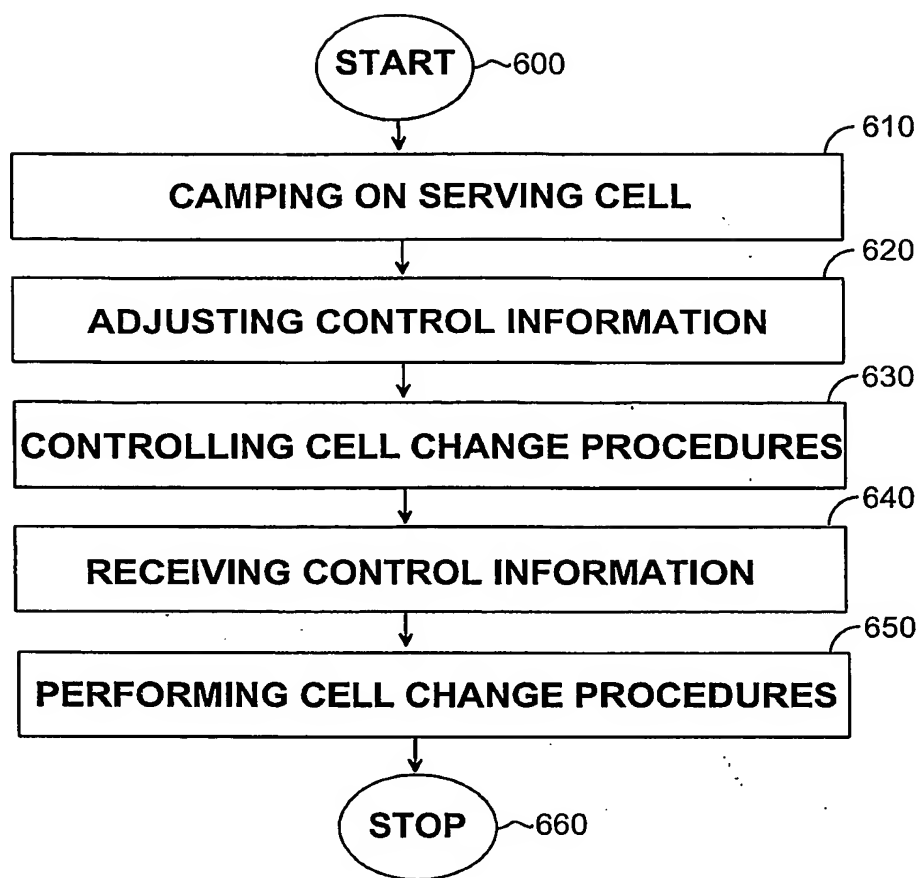 START
600
610
CAMPING ON SERVING CELL
620
ADJUSTING CONTROL INFORMATION
630
CONTROLLING CELL CHANGE PROCEDURES
640
RECEIVING CONTROL INFORMATION
650
PERFORMING CELL CHANGE PROCEDURES
STOP
660